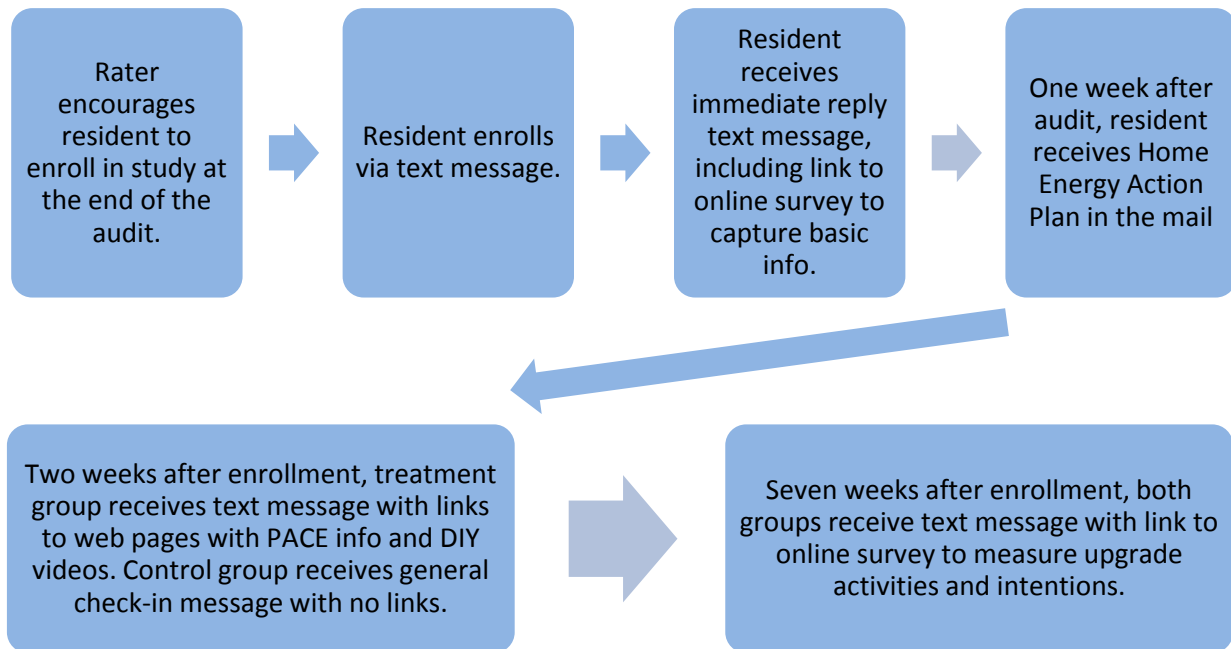 Rater
encourages
resident to
enroll in study at
the end of the
audit.
Resident enrolls
via text message.
Resident
receives
immediate reply
text message,
including link to
online survey to
capture basic
info.
One week after
audit, resident
receives Home
Energy Action
Plan in the mail
Two weeks after enrollment, treatment
group receives text message with links
to web pages with PACE info and DIY
videos. Control group receives general
check-in message with no links.
Seven weeks after enrollment, both
groups receive text message with link to
online survey to measure upgrade
activities and intentions.